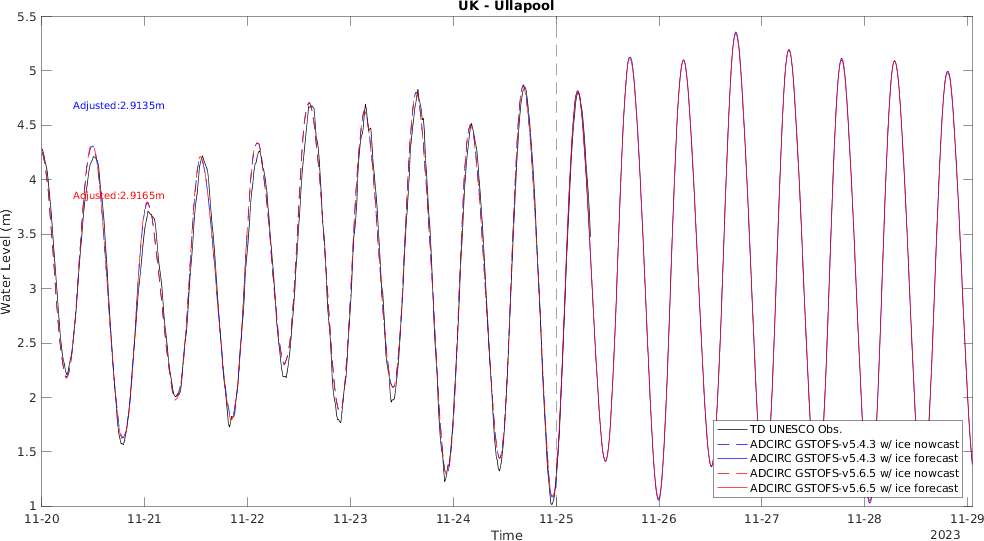 UK - Ullapool
5.5
5
4.5
4
3.5
3
2.5
2
1.5
1
Water Level (m)
Adjusted:2.9135m
Adjusted:2.9165m
TD UNESCO Obs.
ADCIRC GSTOFS-v5.4.3 w/ ice nowcast
ADCIRC GSTOFS-v5.4.3 w/ ice forecast
ADCIRC GSTOFS-v5.6.5 w/ ice nowcast
ADCIRC GSTOFS-v5.6.5 w/ ice forecast
11-20 11-21 11-22 11-23 11-24 11-25 11-26 11-27 11-28 11-29
Time
2023